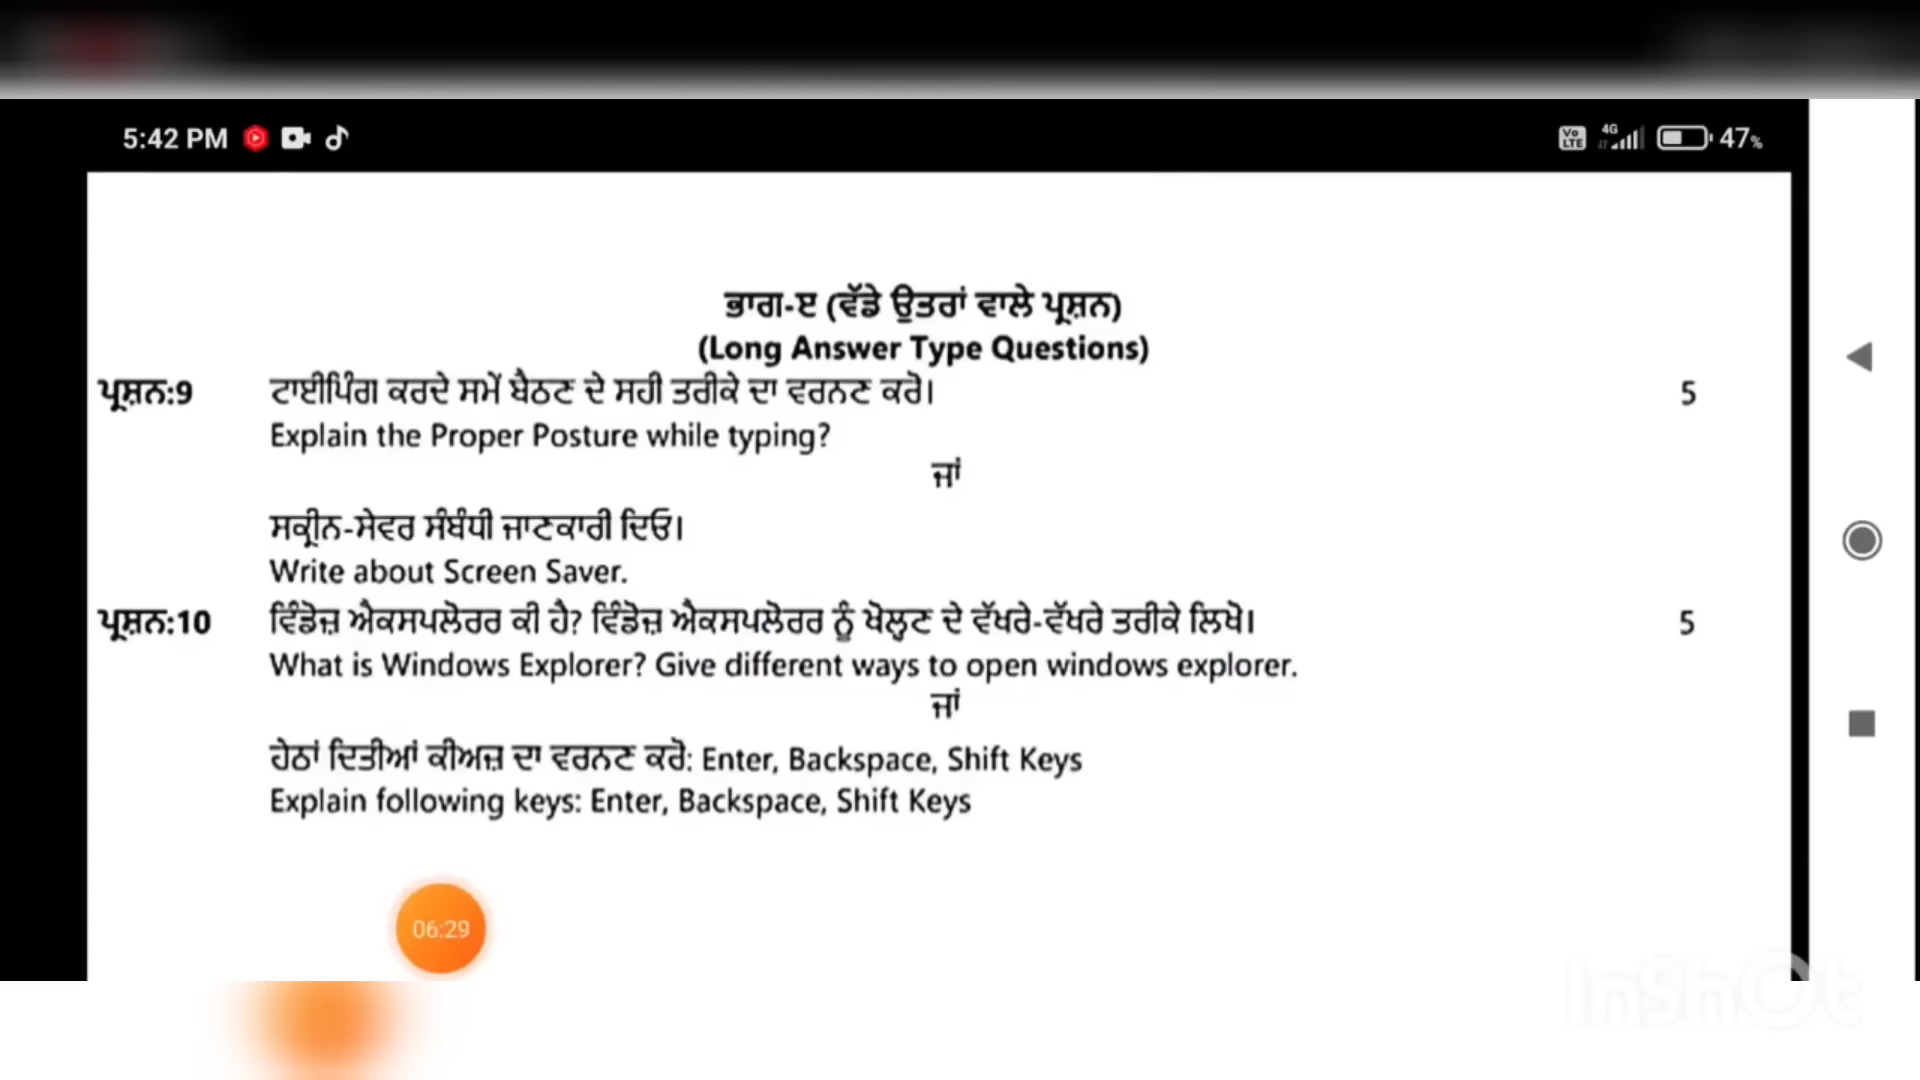 5:42 PM
Vo LTE 4G 47%
ਭਾਗ-ੲ (ਵੱਡੇ ਉਤਰਾਂ ਵਾਲੇ ਪ੍ਰਸ਼ਨ)
(Long Answer Type Questions)
ਪ੍ਰਸ਼ਨ:9 ਟਾਈਪਿੰਗ ਕਰਦੇ ਸਮੇਂ ਬੈਠਣ ਦੇ ਸਹੀ ਤਰੀਕੇ ਦਾ ਵਰਨਣ ਕਰੋ। 5
Explain the Proper Posture while typing?
ਜਾਂ
ਸਕ੍ਰੀਨ-ਸੇਵਰ ਸੰਬੰਧੀ ਜਾਣਕਾਰੀ ਦਿਓ।
Write about Screen Saver.
ਪ੍ਰਸ਼ਨ:10 ਵਿੰਡੋਜ਼ ਐਕਸਪਲੋਰਰ ਕੀ ਹੈ? ਵਿੰਡੋਜ਼ ਐਕਸਪਲੋਰਰ ਨੂੰ ਖੋਲ੍ਹਣ ਦੇ ਵੱਖਰੇ-ਵੱਖਰੇ ਤਰੀਕੇ ਲਿਖੋ। 5
What is Windows Explorer? Give different ways to open windows explorer.
ਜਾਂ
ਹੇਠਾਂ ਦਿਤੀਆਂ ਕੀਅਜ਼ ਦਾ ਵਰਨਣ ਕਰੋ: Enter, Backspace, Shift Keys
Explain following keys: Enter, Backspace, Shift Keys
06:29
InShOt